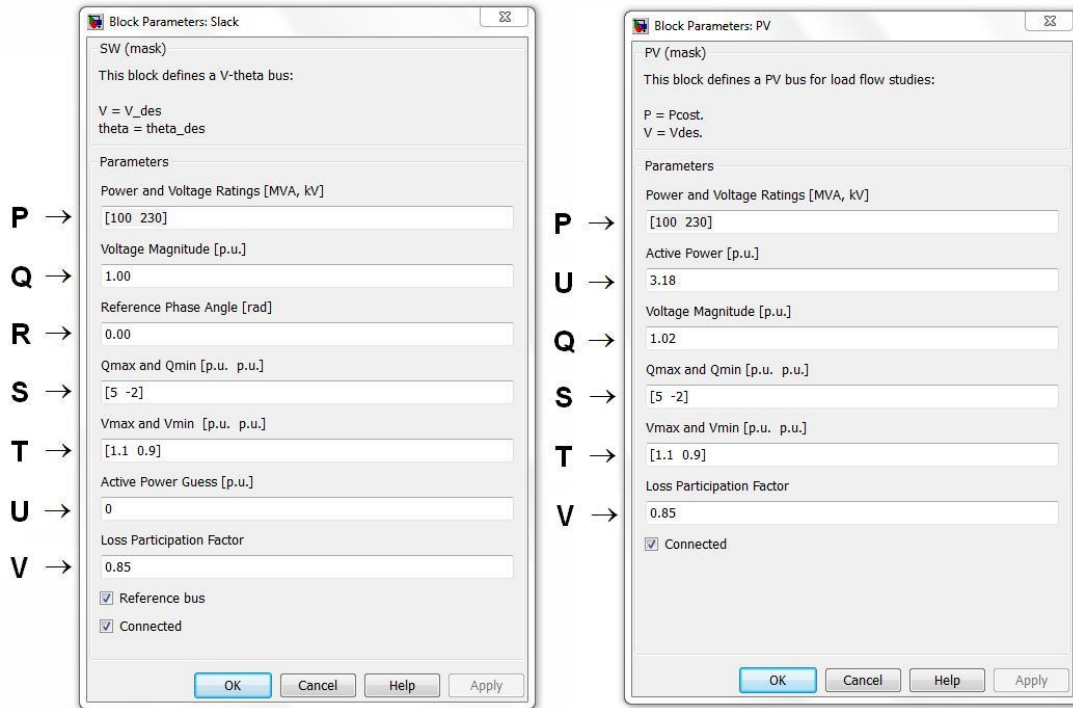 Block Parameters: Slack
SW (mask)
This block defines a V-theta bus:
V = V_des
theta = theta_des
Parameters
Power and Voltage Ratings [MVA, kV]
P → [100 230]
Voltage Magnitude [p.u.]
Q → 1.00
Reference Phase Angle [rad]
R → 0.00
Qmax and Qmin [p.u. p.u.]
S → [5 -2]
Vmax and Vmin [p.u. p.u.]
T → [1.1 0.9]
Active Power Guess [p.u.]
U → 0
Loss Participation Factor
V → 0.85
Reference bus
Connected
OK Cancel Help Apply
Block Parameters: PV
PV (mask)
This block defines a PV bus for load flow studies:
P = Pcost.
V = Vdes.
Parameters
Power and Voltage Ratings [MVA, kV]
P → [100 230]
Active Power [p.u.]
U → 3.18
Voltage Magnitude [p.u.]
Q → 1.02
Qmax and Qmin [p.u. p.u.]
S → [5 -2]
Vmax and Vmin [p.u. p.u.]
T → [1.1 0.9]
Loss Participation Factor
V → 0.85
Connected
OK Cancel Help Apply